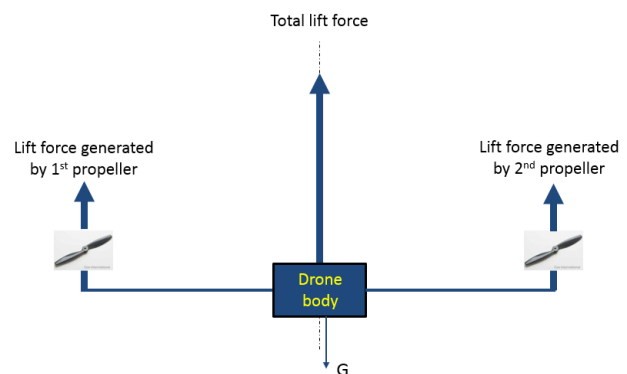 Total lift force
Lift force generated
by 1st propeller
Lift force generated
by 2nd propeller
Drone
body
G